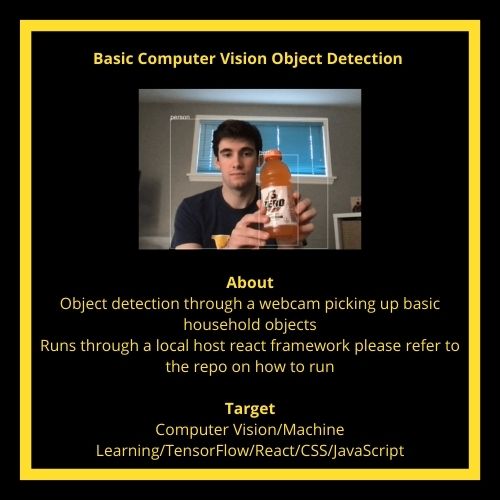 Basic Computer Vision Object Detection
person
ZERO
About
Object detection through a webcam picking up basic
household objects
Runs through a local host react framework please refer to
the repo on how to run
Target
Computer Vision/Machine
Learning/TensorFlow/React/CSS/JavaScript